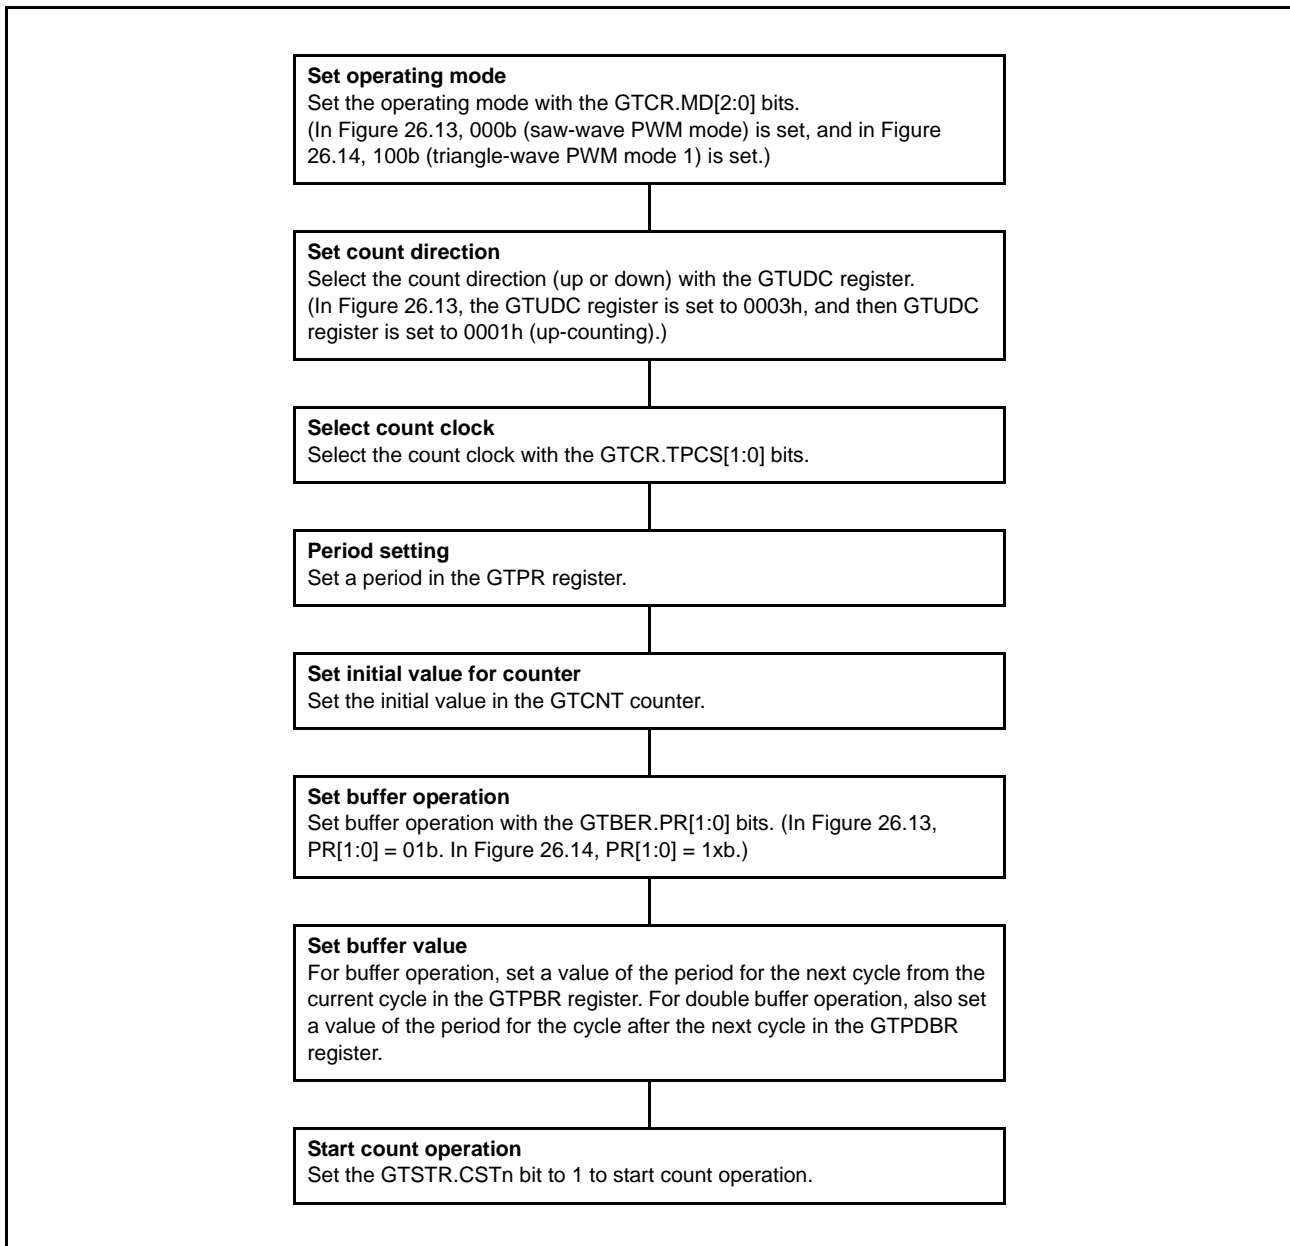 Set operating mode
Set the operating mode with the GTCR.MD[2:0] bits.
(In Figure 26.13, 000b (saw-wave PWM mode) is set, and in Figure
26.14, 100b (triangle-wave PWM mode 1) is set.)
Set count direction
Select the count direction (up or down) with the GTUDC register.
(In Figure 26.13, the GTUDC register is set to 0003h, and then GTUDC
register is set to 0001h (up-counting).)
Select count clock
Select the count clock with the GTCR.TPCS[1:0] bits.
Period setting
Set a period in the GTPR register.
Set initial value for counter
Set the initial value in the GTCNT counter.
Set buffer operation
Set buffer operation with the GTBER.PR[1:0] bits. (In Figure 26.13,
PR[1:0] = 01b. In Figure 26.14, PR[1:0] = 1xb.)
Set buffer value
For buffer operation, set a value of the period for the next cycle from the
current cycle in the GTPBR register. For double buffer operation, also set
a value of the period for the cycle after the next cycle in the GTPDBR
register.
Start count operation
Set the GTSTR.CSTn bit to 1 to start count operation.